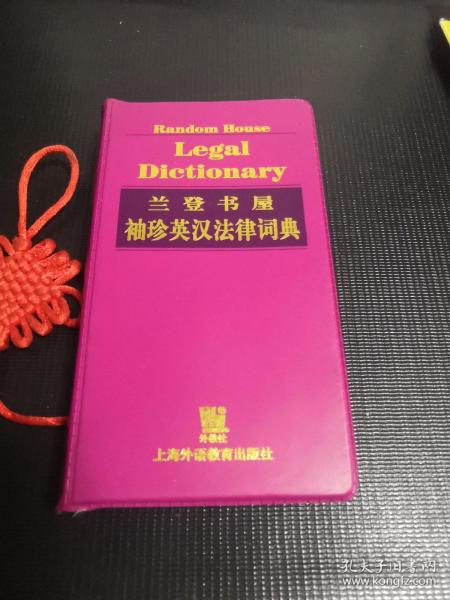 Random House
Legal
Dictionary
兰登书屋
袖珍英汉法律词典
外教社
上海外语教育出版社
孔夫子旧书网
www.kongfz.com